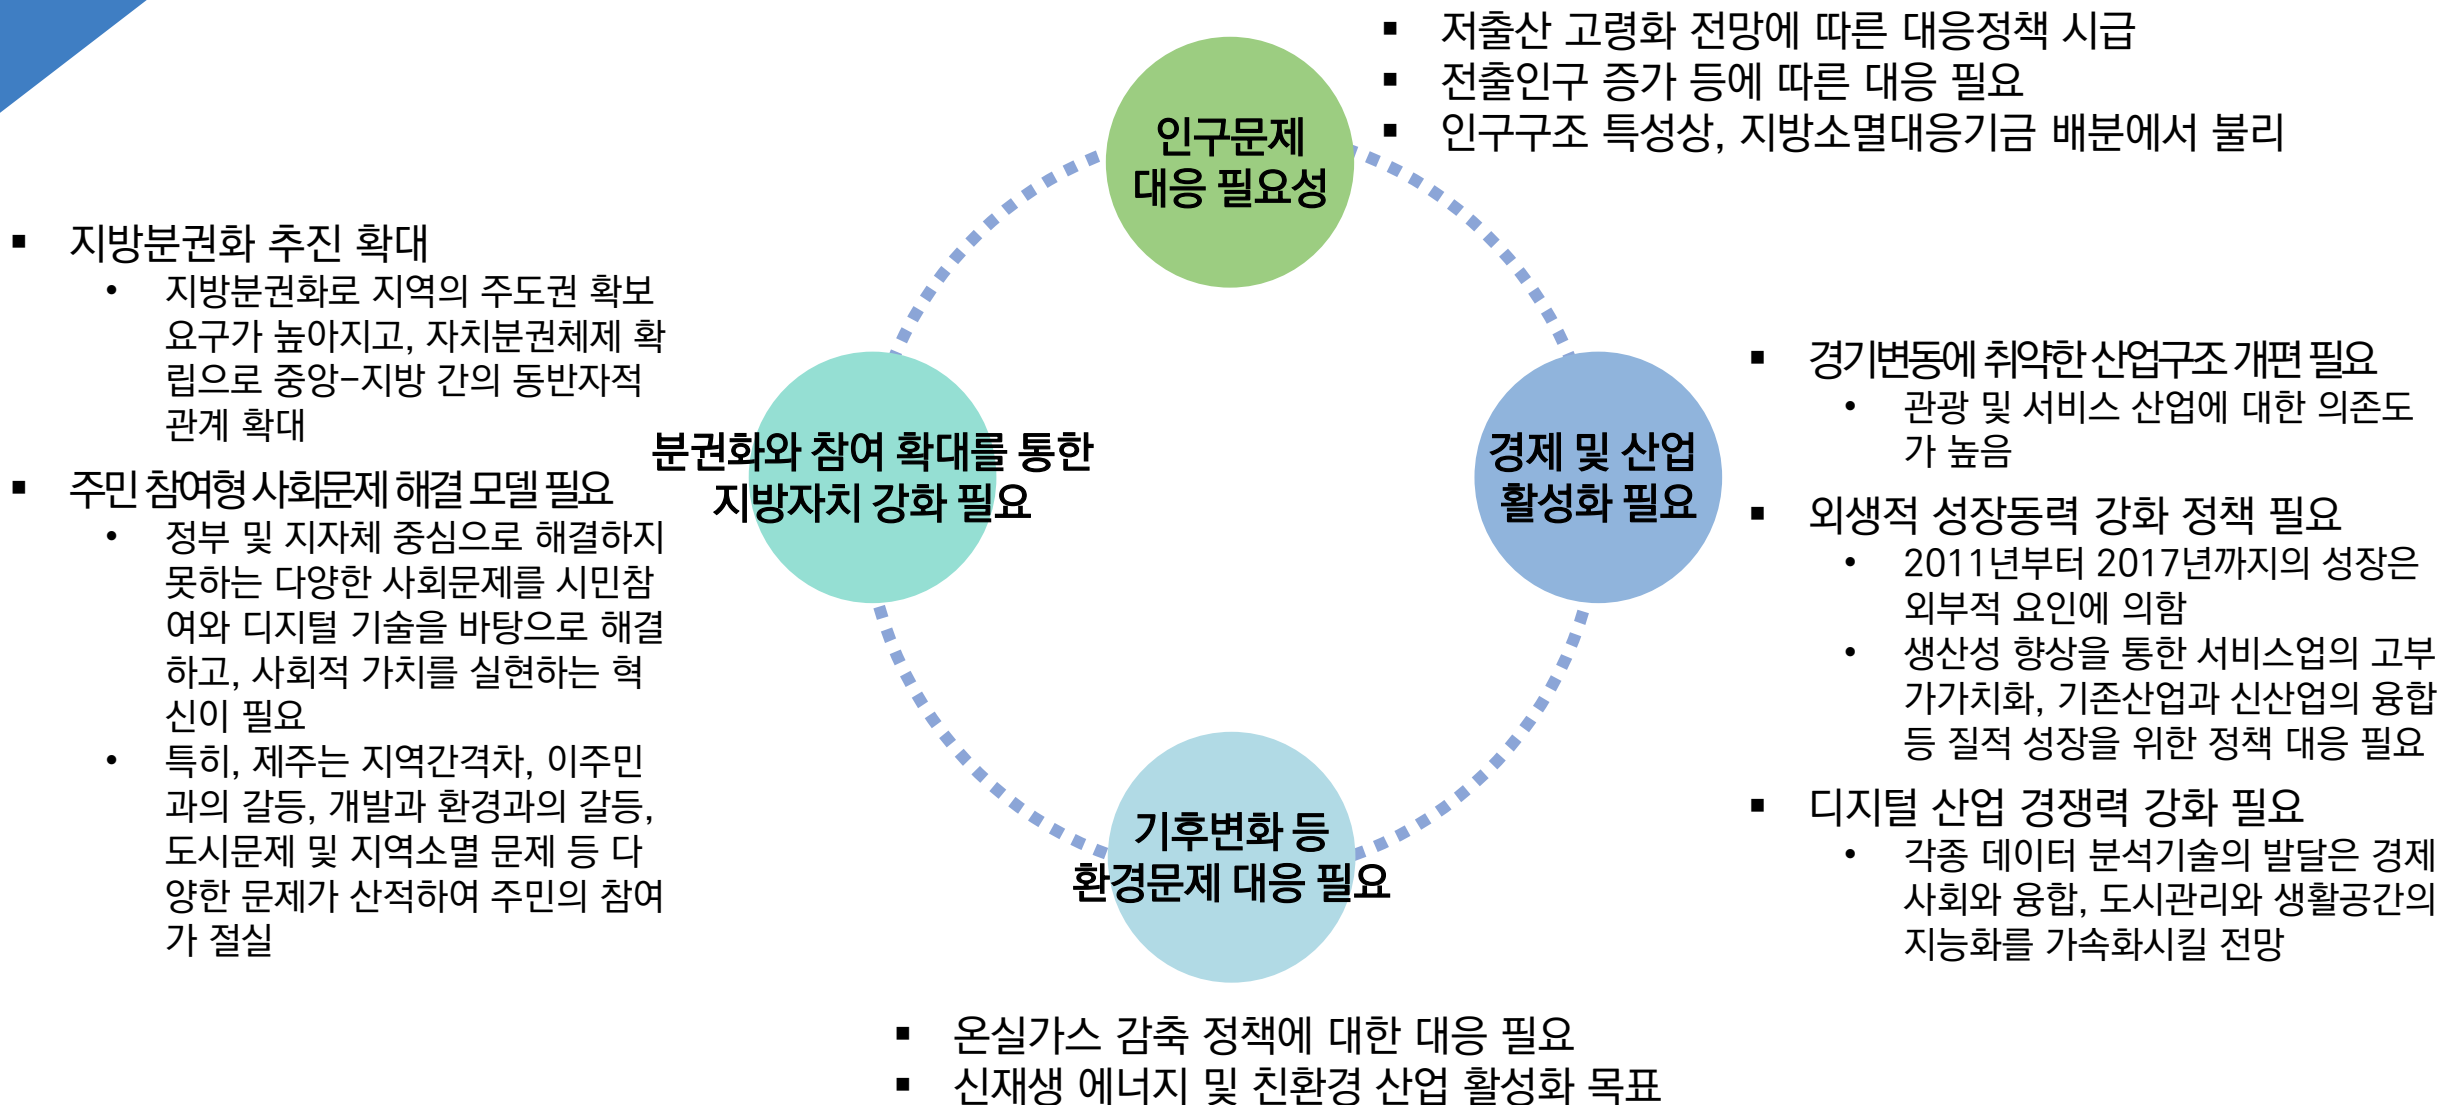 저출산 고령화 전망에 따른 대응정책 시급
전출인구 증가 등에 따른 대응 필요
인구구조 특성상, 지방소멸대응기금 배분에서 불리
인구문제
대응 필요성
지방분권화 추진 확대
지방분권화로 지역의 주도권 확보
요구가 높아지고, 자치분권체제 확
립으로 중앙-지방 간의 동반자적
관계 확대
주민 참여형 사회문제 해결 모델 필요
정부 및 지자체 중심으로 해결하지
못하는 다양한 사회문제를 시민참
여와 디지털 기술을 바탕으로 해결
하고, 사회적 가치를 실현하는 혁
신이 필요
특히, 제주는 지역간격차, 이주민
과의 갈등, 개발과 환경과의 갈등,
도시문제 및 지역소멸 문제 등 다
양한 문제가 산적하여 주민의 참여
가 절실
분권화와 참여 확대를 통한
지방자치 강화 필요
경제 및 산업
활성화 필요
경기변동에 취약한 산업구조 개편 필요
관광 및 서비스 산업에 대한 의존도
가 높음
외생적 성장동력 강화 정책 필요
2011년부터 2017년까지의 성장은
외부적 요인에 의함
생산성 향상을 통한 서비스업의 고부
가가치화, 기존산업과 신산업의 융합
등 질적 성장을 위한 정책 대응 필요
디지털 산업 경쟁력 강화 필요
각종 데이터 분석기술의 발달은 경제
사회와 융합, 도시관리와 생활공간의
지능화를 가속화시킬 전망
기후변화 등
환경문제 대응 필요
온실가스 감축 정책에 대한 대응 필요
신재생 에너지 및 친환경 산업 활성화 목표